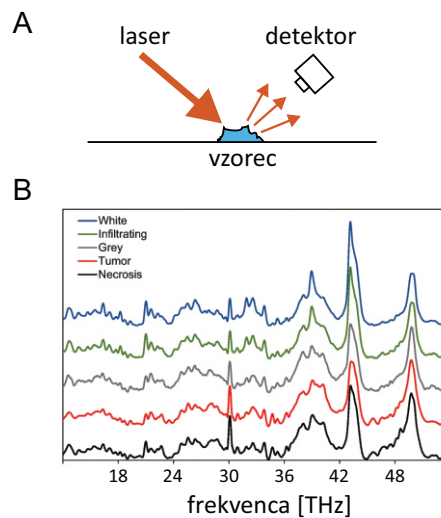 A
laser
detektor
vzorec
B
White
Infiltrating
Grey
Tumor
Necrosis
18 24 30 36 42 48
frekvenca [THz]